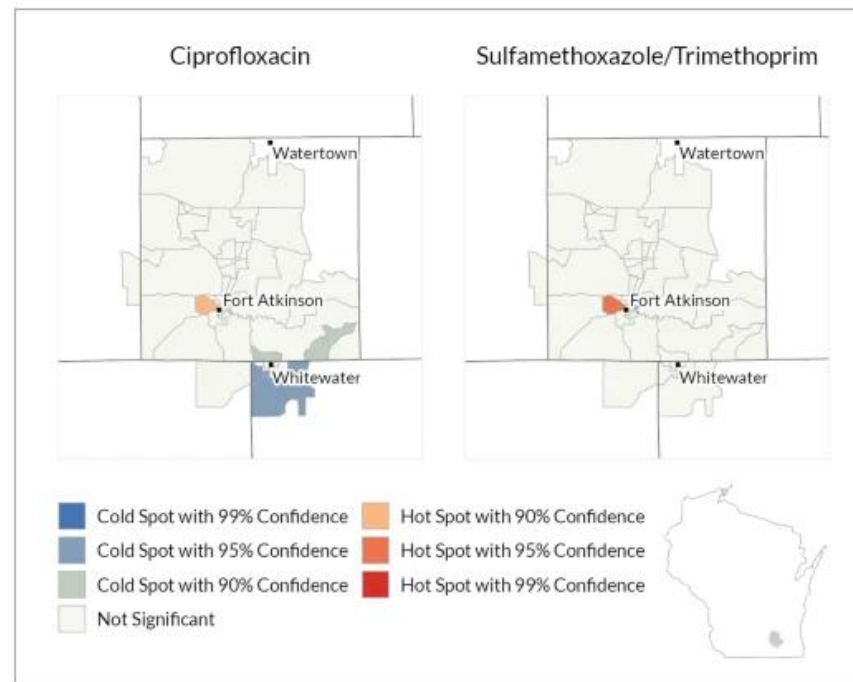 Ciprofloxacin
Sulfamethoxazole/Trimethoprim
Watertown
Fort Atkinson
Whitewater
Watertown
Fort Atkinson
Whitewater
Cold Spot with 99% Confidence
Cold Spot with 95% Confidence
Cold Spot with 90% Confidence
Not Significant
Hot Spot with 90% Confidence
Hot Spot with 95% Confidence
Hot Spot with 99% Confidence